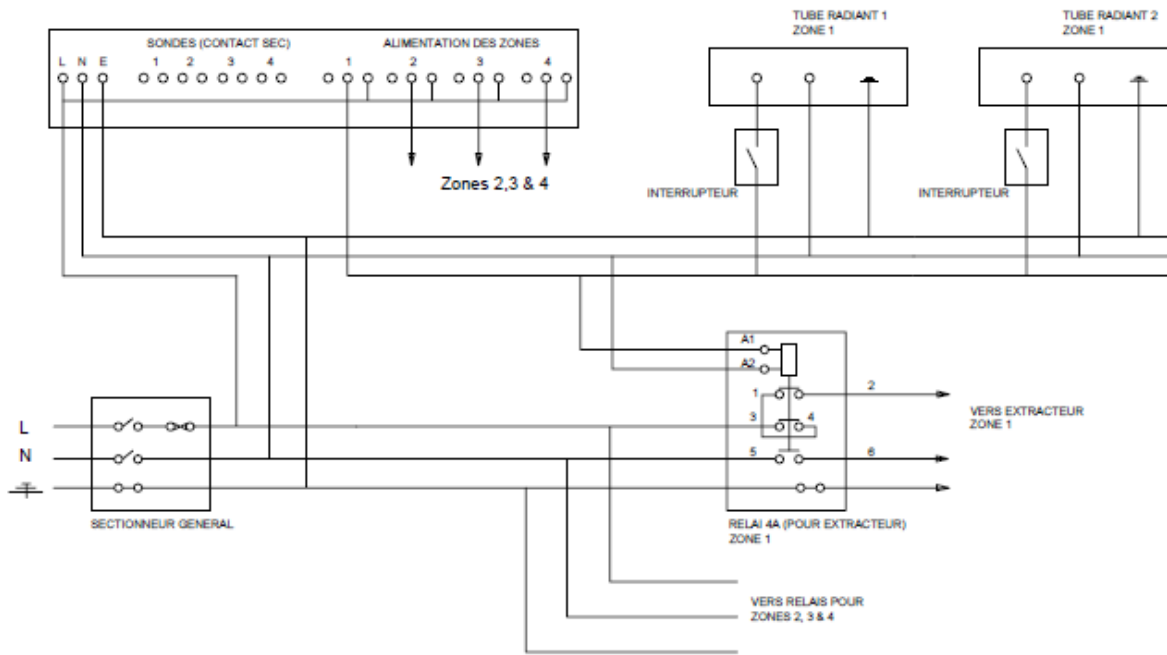 SONDES (CONTACT SEC)
ALIMENTATION DES ZONES
L N E 1 2 3 4 1 2 3 4
Zones 2,3 & 4
TUBE RADIANT 1
ZONE 1
TUBE RADIANT 2
ZONE 1
INTERRUPTEUR
INTERRUPTEUR
A1
A2
1 2
3 4
5 6
VERS EXTRACTEUR
ZONE 1
L
N
SECTIONNEUR GENERAL
RELAI 4A (POUR EXTRACTEUR)
ZONE 1
VERS RELAIS POUR
ZONES 2, 3 & 4